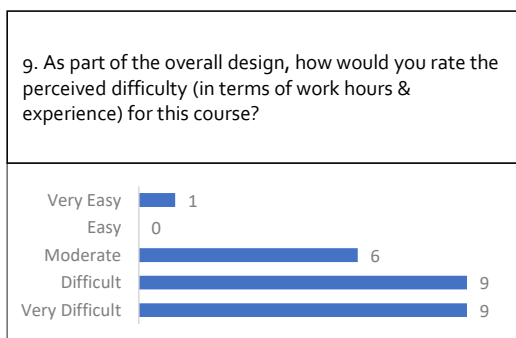 9. As part of the overall design, how would you rate the
perceived difficulty (in terms of work hours &
experience) for this course?
Very Easy 1
Easy 0
Moderate 6
Difficult 9
Very Difficult 9